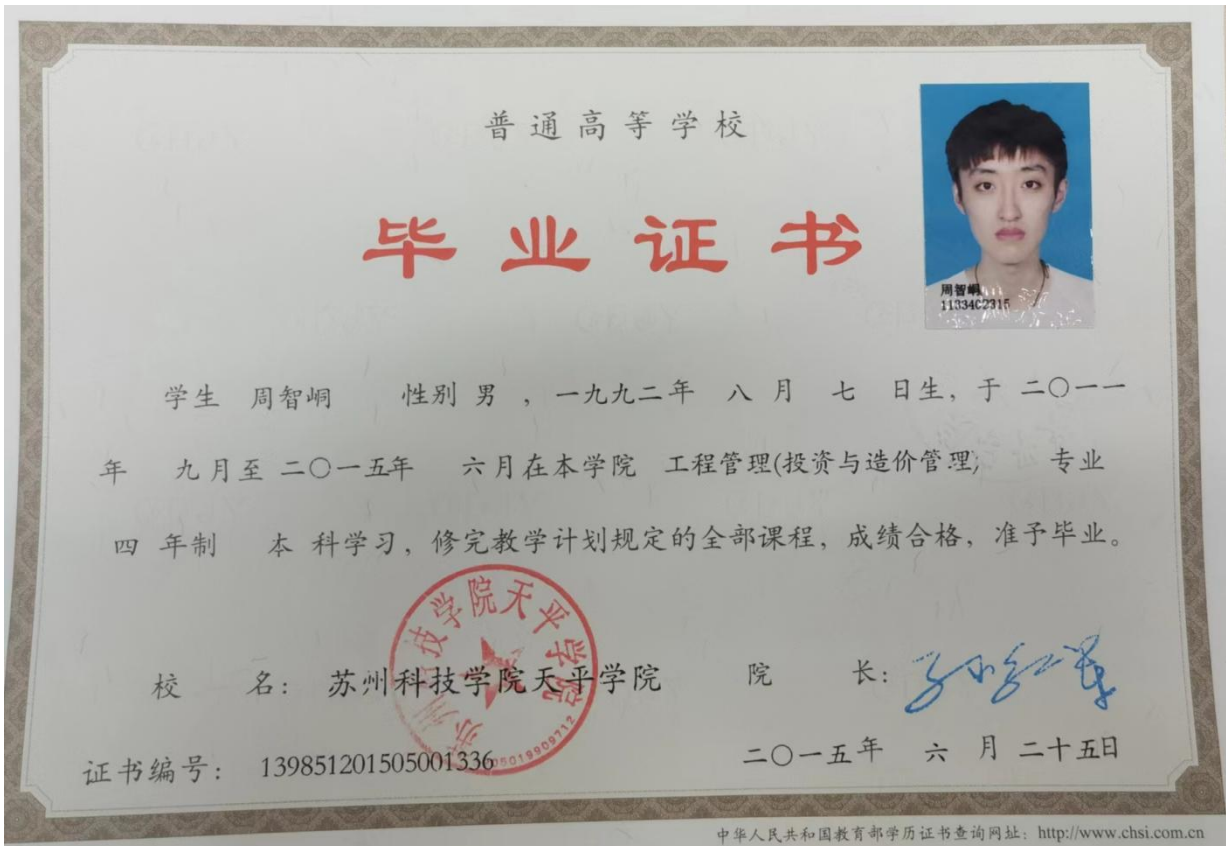 普通高等学校
毕业证书
周智峒
1133402315
学生 周智峒 性别 男 ，一九九二年 八 月 七 日生，于 二〇一一
年 九月至 二〇一五年 六月在本学院 工程管理(投资与造价管理) 专业
四 年制 本 科学习，修完教学计划规定的全部课程，成绩合格，准予毕业。
苏州科技学院天平学院
校 名： 苏州科技学院天平学院 院 长：
证书编号： 139851201505001336 二〇一五年 六 月 二十五日
中华人民共和国教育部学历证书查询网址：http://www.chsi.com.cn